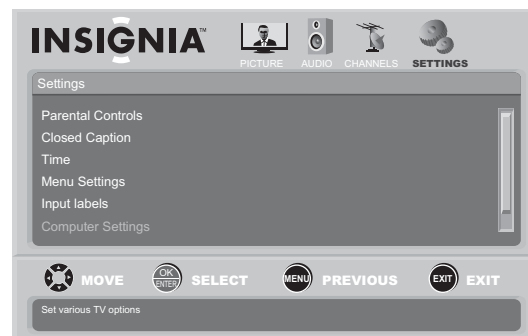 INSIGNIA™
PICTURE AUDIO CHANNELS SETTINGS
Settings
Parental Controls
Closed Caption
Time
Menu Settings
Input labels
Computer Settings
MOVE OK ENTER SELECT MENU PREVIOUS EXIT EXIT
Set various TV options